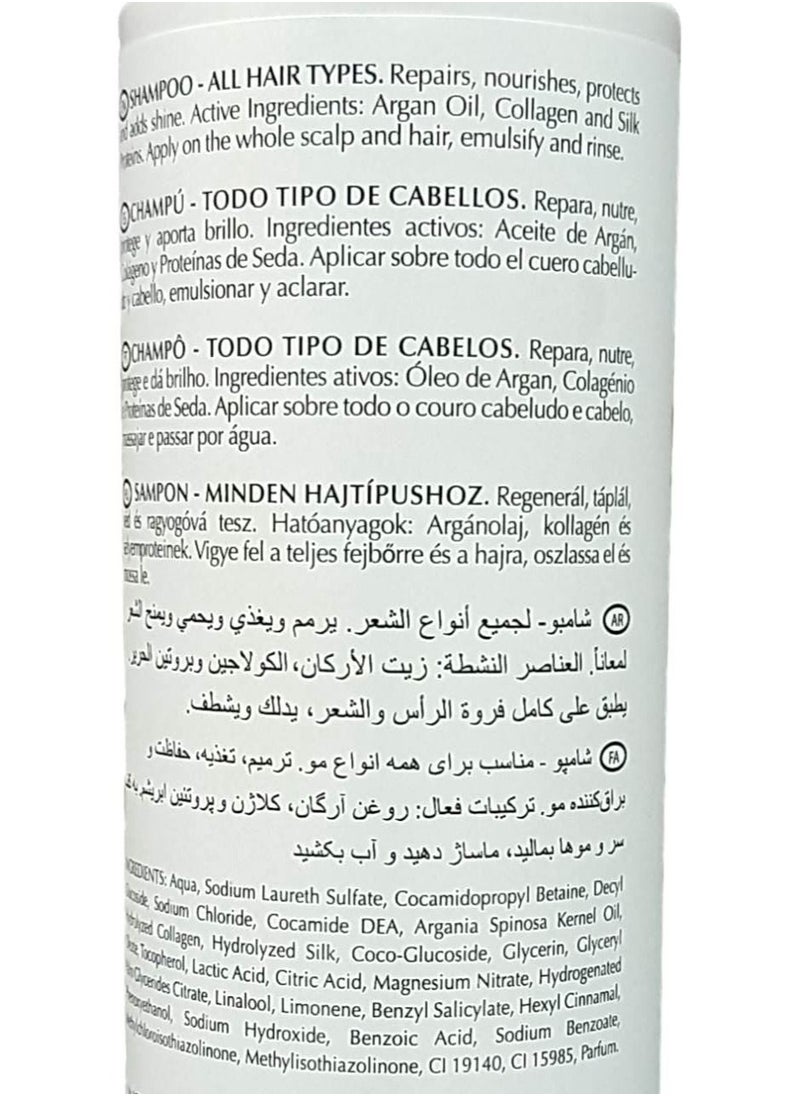 SHAMPOO - ALL HAIR TYPES. Repairs, nourishes, protects
adds shine. Active Ingredients: Argan Oil, Collagen and Silk
Apply on the whole scalp and hair, emulsify and rinse.
CHAMPÚ - TODO TIPO DE CABELLOS. Repara, nutre,
y aporta brillo. Ingredientes activos: Aceite de Argán,
y Proteínas de Seda. Aplicar sobre todo el cuero cabellu-
y cabello, emulsionar y aclarar.
CHAMPÔ - TODO TIPO DE CABELOS. Repara, nutre,
e dá brilho. Ingredientes ativos: Óleo de Argan, Colagénio
Proteinas de Seda. Aplicar sobre todo o couro cabeludo e cabelo,
e passar por água.
SAMPON - MINDEN HAJTÍPUSHOZ. Regenerál, táplál,
és ragyogóvá tesz. Hatóanyagok: Argánolaj, kollagén és
Vigye fel a teljes fejbőrre és a hajra, oszlassa el és
le.
AR شامبو- لجميع أنواع الشعر. يرمم ويغذي ويحمي ويمنح الشعر
لمعاناً. العناصر النشطة: زيت الأركان، الكولاجين وبروتين الحرير.
يطبق على كامل فروة الرأس والشعر، يدلك ويشطف.
FA شامپو - مناسب برای همه انواع مو. ترمیم، تغذیه، حفاظت و
براق‌کننده مو. ترکیبات فعال: روغن آرگان، کلاژن و پروتئین ابریشم به
سر و موها بمالید، ماساژ دهید و آب بکشید
INGREDIENTS: Aqua, Sodium Laureth Sulfate, Cocamidopropyl Betaine, Decyl
Sodium Chloride, Cocamide DEA, Argania Spinosa Kernel Oil,
Collagen, Hydrolyzed Silk, Coco-Glucoside, Glycerin, Glyceryl
Tocopherol, Lactic Acid, Citric Acid, Magnesium Nitrate, Hydrogenated
Glycerides Citrate, Linalool, Limonene, Benzyl Salicylate, Hexyl Cinnamal,
Sodium Hydroxide, Benzoic Acid, Sodium Benzoate,
Methylisothiazolinone, CI 19140, CI 15985, Parfum.